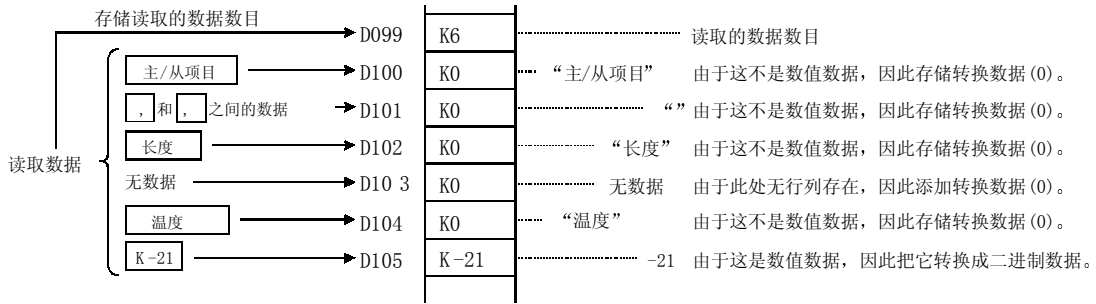 存储读取的数据数目
D099 K6 读取的数据数目
主/从项目 D100 K0 “主/从项目” 由于这不是数值数据，因此存储转换数据(0)。
, 和 , 之间的数据 D101 K0 “” 由于这不是数值数据，因此存储转换数据(0)。
长度 D102 K0 “长度” 由于这不是数值数据，因此存储转换数据(0)。
读取数据
无数据 D10 3 K0 无数据 由于此处无行列存在，因此添加转换数据(0)。
温度 D104 K0 “温度” 由于这不是数值数据，因此存储转换数据(0)。
K-21 D105 K-21 -21 由于这是数值数据，因此把它转换成二进制数据。